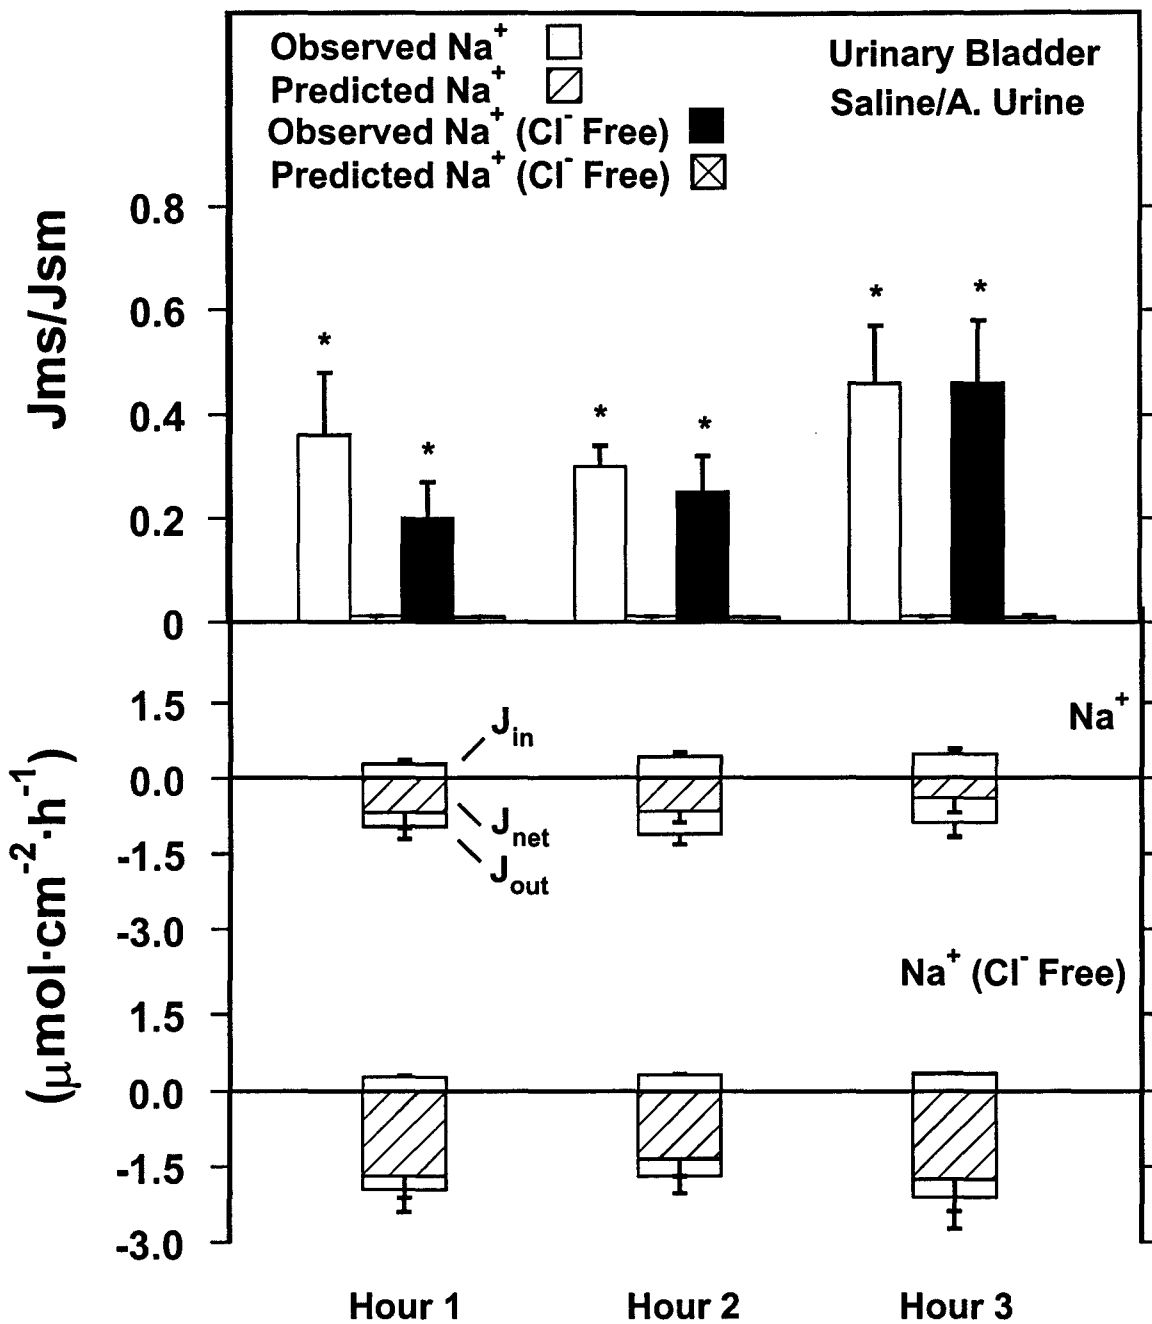 Observed Na⁺
Predicted Na⁺
Observed Na⁺ (Cl⁻ Free)
Predicted Na⁺ (Cl⁻ Free)
Urinary Bladder
Saline/A. Urine
Jms/Jsm
0.8
0.6
0.4
0.2
0
* * * * * *
(μmol·cm⁻²·h⁻¹)
1.5
0.0
-1.5
-3.0
Na⁺
J_in
J_net
J_out
Na⁺ (Cl⁻ Free)
1.5
0.0
-1.5
-3.0
Hour 1 Hour 2 Hour 3